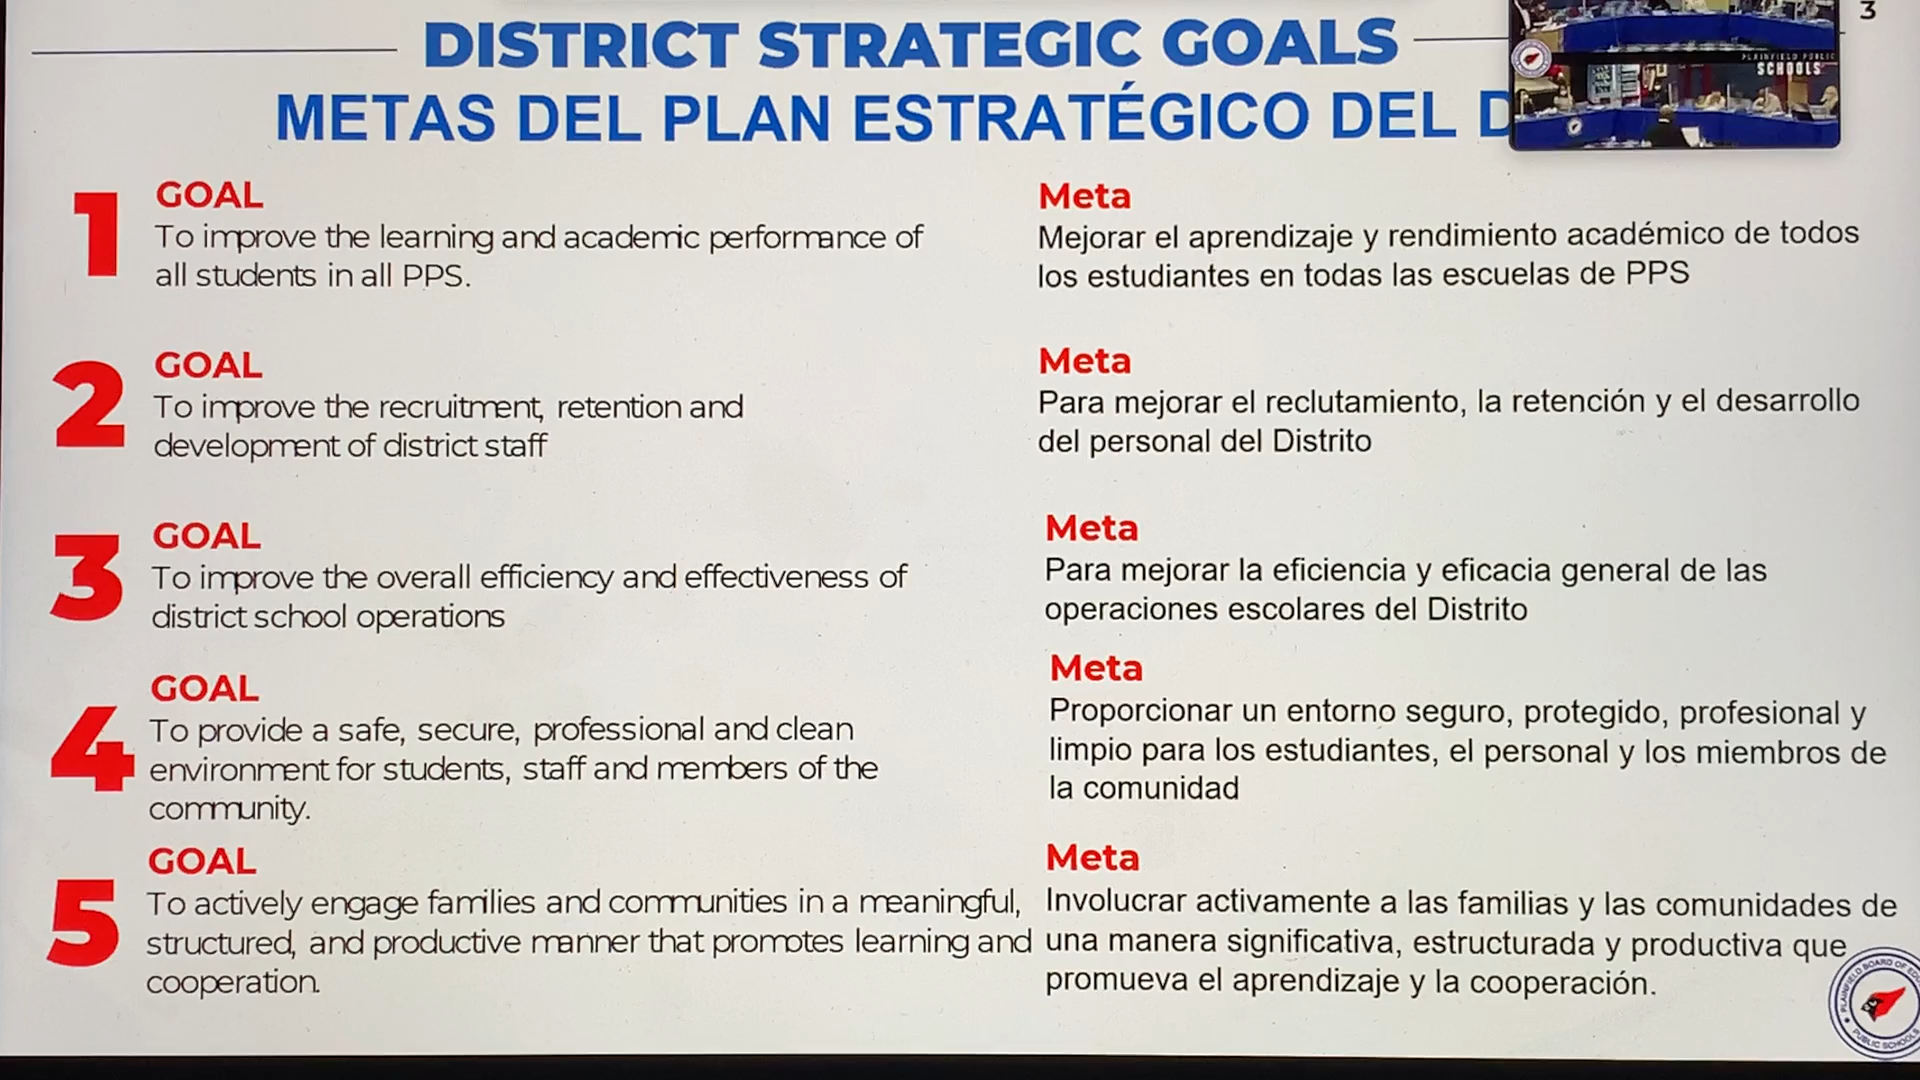 3
DISTRICT STRATEGIC GOALS
METAS DEL PLAN ESTRATÉGICO DEL D
PLAINFIELD PUBLIC
SCHOOLS
1
GOAL
To improve the learning and academic performance of
all students in all PPS.
Meta
Mejorar el aprendizaje y rendimiento académico de todos
los estudiantes en todas las escuelas de PPS
2
GOAL
To improve the recruitment, retention and
development of district staff
Meta
Para mejorar el reclutamiento, la retención y el desarrollo
del personal del Distrito
3
GOAL
To improve the overall efficiency and effectiveness of
district school operations
Meta
Para mejorar la eficiencia y eficacia general de las
operaciones escolares del Distrito
4
GOAL
To provide a safe, secure, professional and clean
environment for students, staff and members of the
community.
Meta
Proporcionar un entorno seguro, protegido, profesional y
limpio para los estudiantes, el personal y los miembros de
la comunidad
5
GOAL
To actively engage families and communities in a meaningful,
structured, and productive manner that promotes learning and
cooperation.
Meta
Involucrar activamente a las familias y las comunidades de
una manera significativa, estructurada y productiva que
promueva el aprendizaje y la cooperación.
PLAINFIELD BOARD OF EDU
PUBLIC SCHOOLS